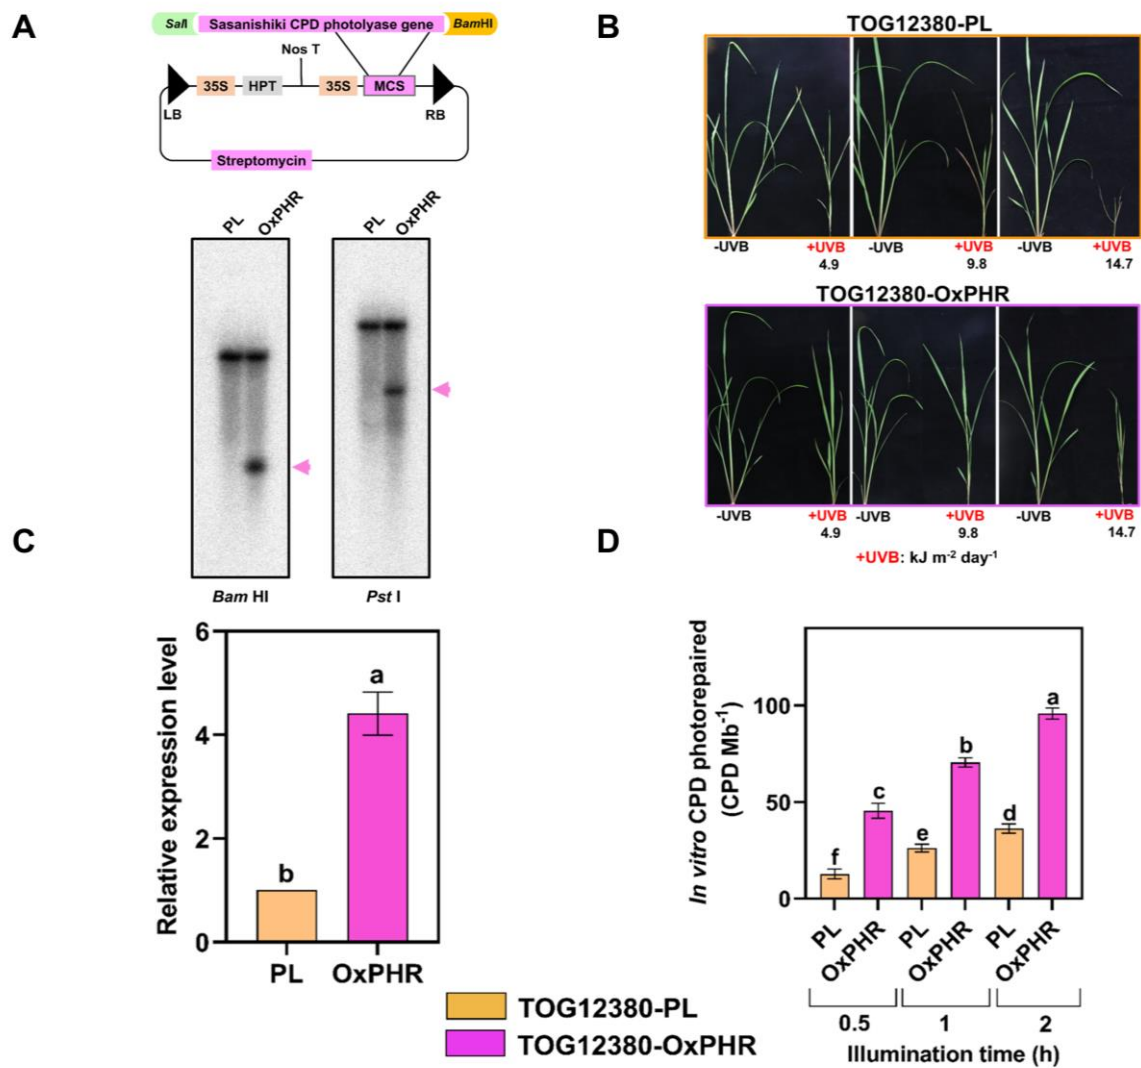 A
SalI Sasanishiki CPD photolyase gene BamHI
Nos T
35S HPT 35S MCS
LB RB
Streptomycin
PL OxPHR PL OxPHR
Bam HI Pst I
B
TOG12380-PL
-UVB +UVB -UVB +UVB -UVB +UVB
4.9 9.8 14.7
TOG12380-OxPHR
-UVB +UVB -UVB +UVB -UVB +UVB
4.9 9.8 14.7
+UVB: kJ m⁻² day⁻¹
C
Relative expression level
6
4
2
0
b a
PL OxPHR
D
In vitro CPD photorepaired
(CPD Mb⁻¹)
100
50
0
f c e b d a
PL OxPHR PL OxPHR PL OxPHR
0.5 1 2
Illumination time (h)
TOG12380-PL
TOG12380-OxPHR